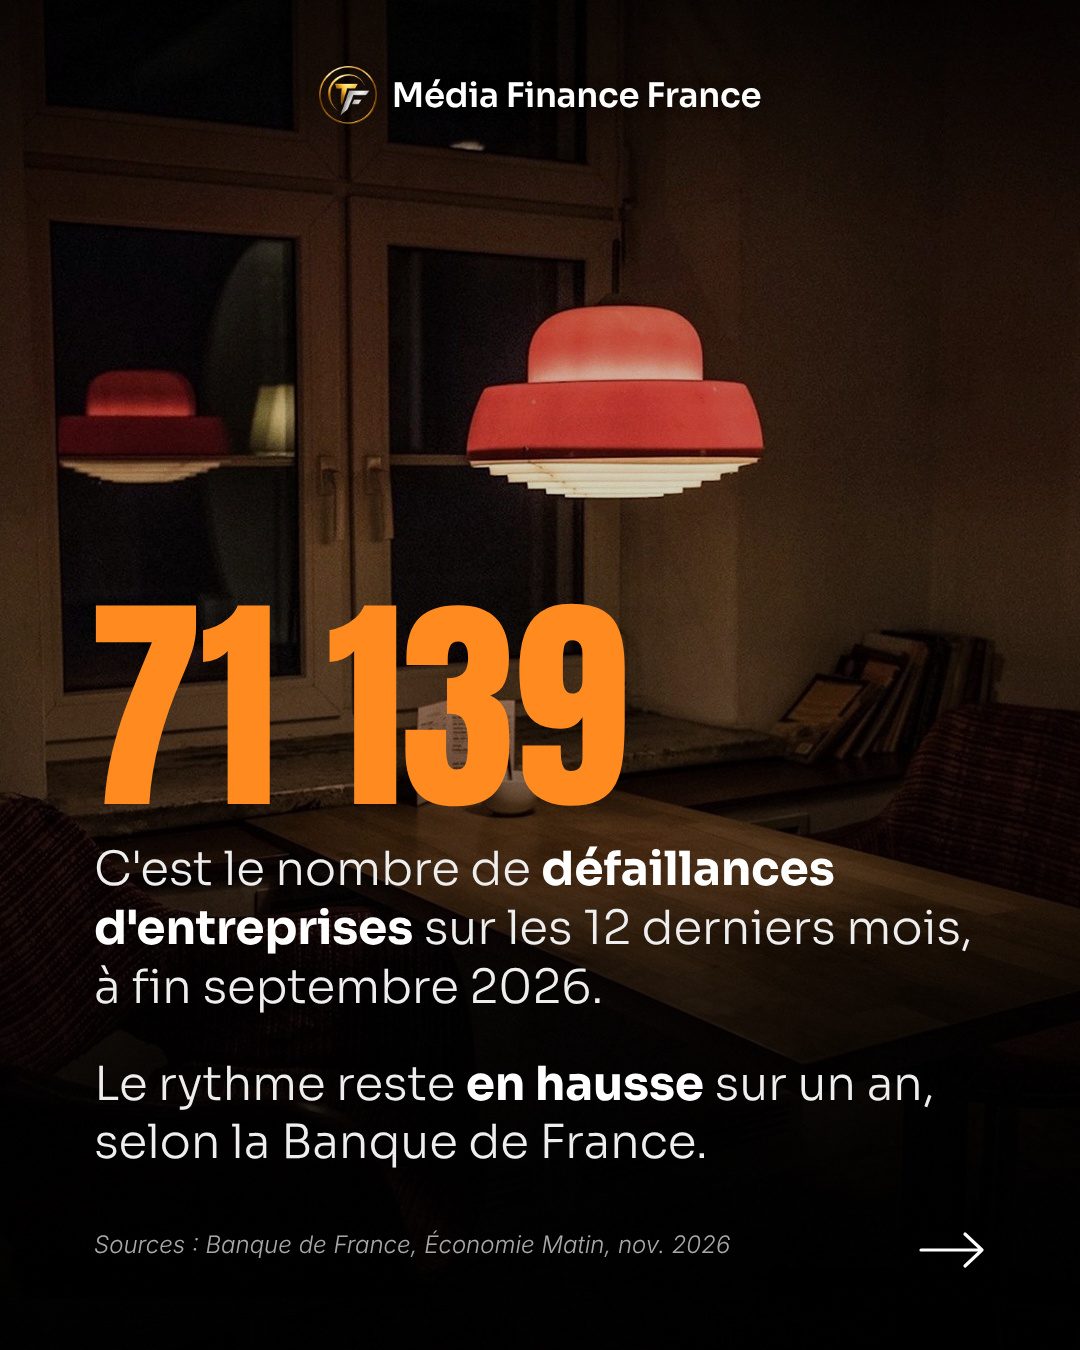 Média Finance France
71 139
C'est le nombre de défaillances
d'entreprises sur les 12 derniers mois,
à fin septembre 2026.
Le rythme reste en hausse sur un an,
selon la Banque de France.
Sources : Banque de France, Économie Matin, nov. 2026